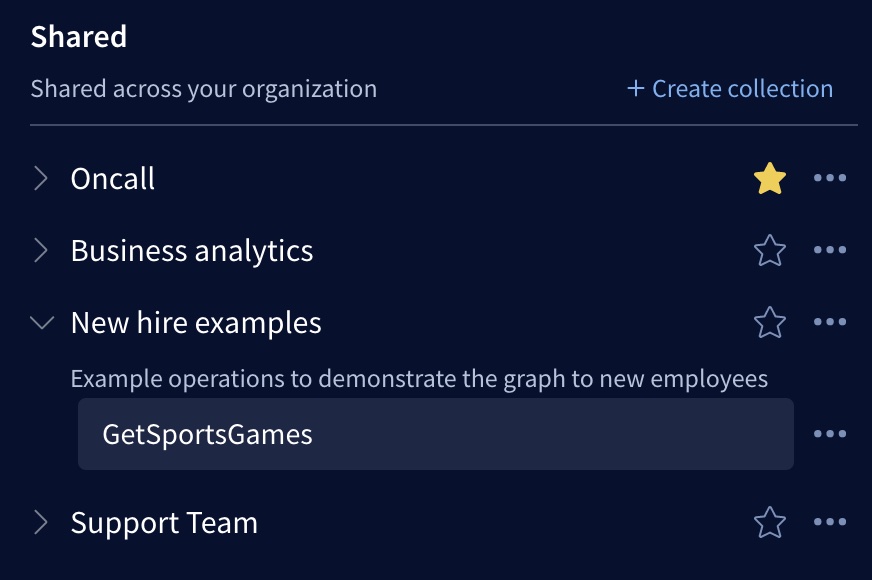 Shared
Shared across your organization
+ Create collection
Oncall
Business analytics
New hire examples
Example operations to demonstrate the graph to new employees
GetSportsGames
Support Team